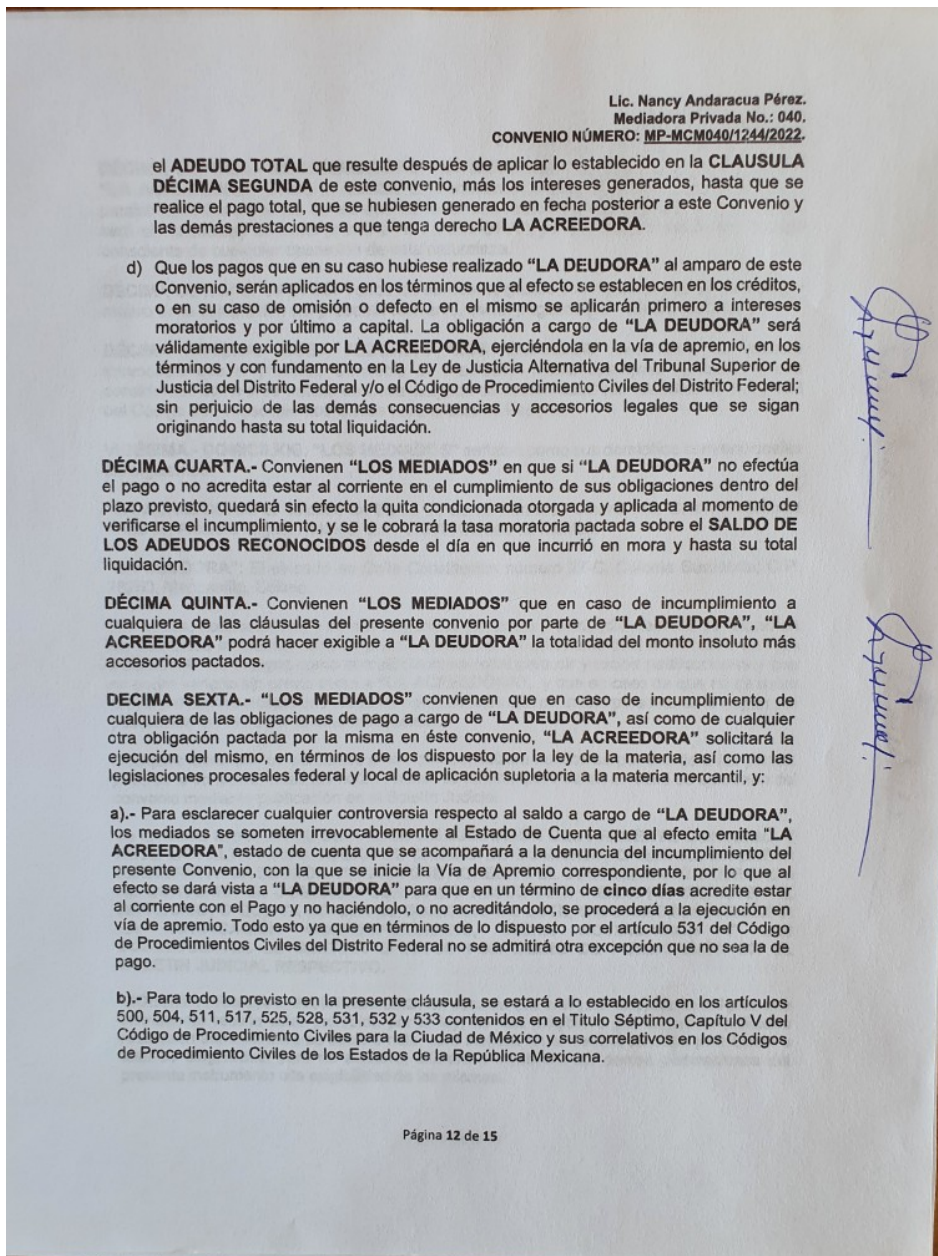 Lic. Nancy Andaracua Pérez.
Mediadora Privada No.: 040.
CONVENIO NÚMERO: MP-MCM040/1244/2022.
el ADEUDO TOTAL que resulte después de aplicar lo establecido en la CLAUSULA
DÉCIMA SEGUNDA de este convenio, más los intereses generados, hasta que se
realice el pago total, que se hubiesen generado en fecha posterior a este Convenio y
las demás prestaciones a que tenga derecho LA ACREEDORA.
d) Que los pagos que en su caso hubiese realizado “LA DEUDORA” al amparo de este
Convenio, serán aplicados en los términos que al efecto se establecen en los créditos,
o en su caso de omisión o defecto en el mismo se aplicarán primero a intereses
moratorios y por último a capital. La obligación a cargo de “LA DEUDORA” será
válidamente exigible por LA ACREEDORA, ejerciéndola en la vía de apremio, en los
términos y con fundamento en la Ley de Justicia Alternativa del Tribunal Superior de
Justicia del Distrito Federal y/o el Código de Procedimiento Civiles del Distrito Federal;
sin perjuicio de las demás consecuencias y accesorios legales que se sigan
originando hasta su total liquidación.
DÉCIMA CUARTA.- Convienen “LOS MEDIADOS” en que si “LA DEUDORA” no efectúa
el pago o no acredita estar al corriente en el cumplimiento de sus obligaciones dentro del
plazo previsto, quedará sin efecto la quita condicionada otorgada y aplicada al momento de
verificarse el incumplimiento, y se le cobrará la tasa moratoria pactada sobre el SALDO DE
LOS ADEUDOS RECONOCIDOS desde el día en que incurrió en mora y hasta su total
liquidación.
DÉCIMA QUINTA.- Convienen “LOS MEDIADOS” que en caso de incumplimiento a
cualquiera de las cláusulas del presente convenio por parte de “LA DEUDORA”, “LA
ACREEDORA” podrá hacer exigible a “LA DEUDORA” la totalidad del monto insoluto más
accesorios pactados.
DECIMA SEXTA.- “LOS MEDIADOS” convienen que en caso de incumplimiento de
cualquiera de las obligaciones de pago a cargo de “LA DEUDORA”, así como de cualquier
otra obligación pactada por la misma en éste convenio, “LA ACREEDORA” solicitará la
ejecución del mismo, en términos de los dispuesto por la ley de la materia, así como las
legislaciones procesales federal y local de aplicación supletoria a la materia mercantil, y:
a).- Para esclarecer cualquier controversia respecto al saldo a cargo de “LA DEUDORA”,
los mediados se someten irrevocablemente al Estado de Cuenta que al efecto emita “LA
ACREEDORA”, estado de cuenta que se acompañará a la denuncia del incumplimiento del
presente Convenio, con la que se inicie la Vía de Apremio correspondiente, por lo que al
efecto se dará vista a “LA DEUDORA” para que en un término de cinco días acredite estar
al corriente con el Pago y no haciéndolo, o no acreditándolo, se procederá a la ejecución en
vía de apremio. Todo esto ya que en términos de lo dispuesto por el artículo 531 del Código
de Procedimientos Civiles del Distrito Federal no se admitirá otra excepción que no sea la de
pago.
b).- Para todo lo previsto en la presente cláusula, se estará a lo establecido en los artículos
500, 504, 511, 517, 525, 528, 531, 532 y 533 contenidos en el Titulo Séptimo, Capítulo V del
Código de Procedimiento Civiles para la Ciudad de México y sus correlativos en los Códigos
de Procedimiento Civiles de los Estados de la República Mexicana.
Página 12 de 15